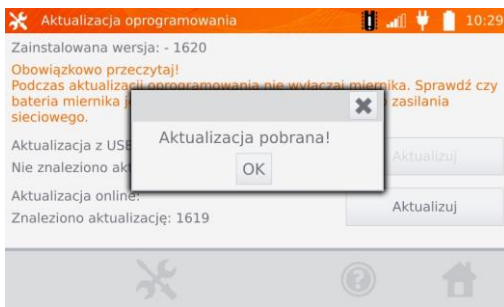 Aktualizacja oprogramowania
10:29
Zainstalowana wersja: - 1620
Obowiązkowo przeczytaj!
Podczas aktualizacji oprogramowania nie wyłączaj miernika. Sprawdź czy
bateria miernika zasilania
sieciowego.
Aktualizacja z USB
Aktualizuj
Nie znaleziono
Aktualizacja pobrana!
OK
Aktualizacja online:
Znaleziono aktualizację: 1619
Aktualizuj